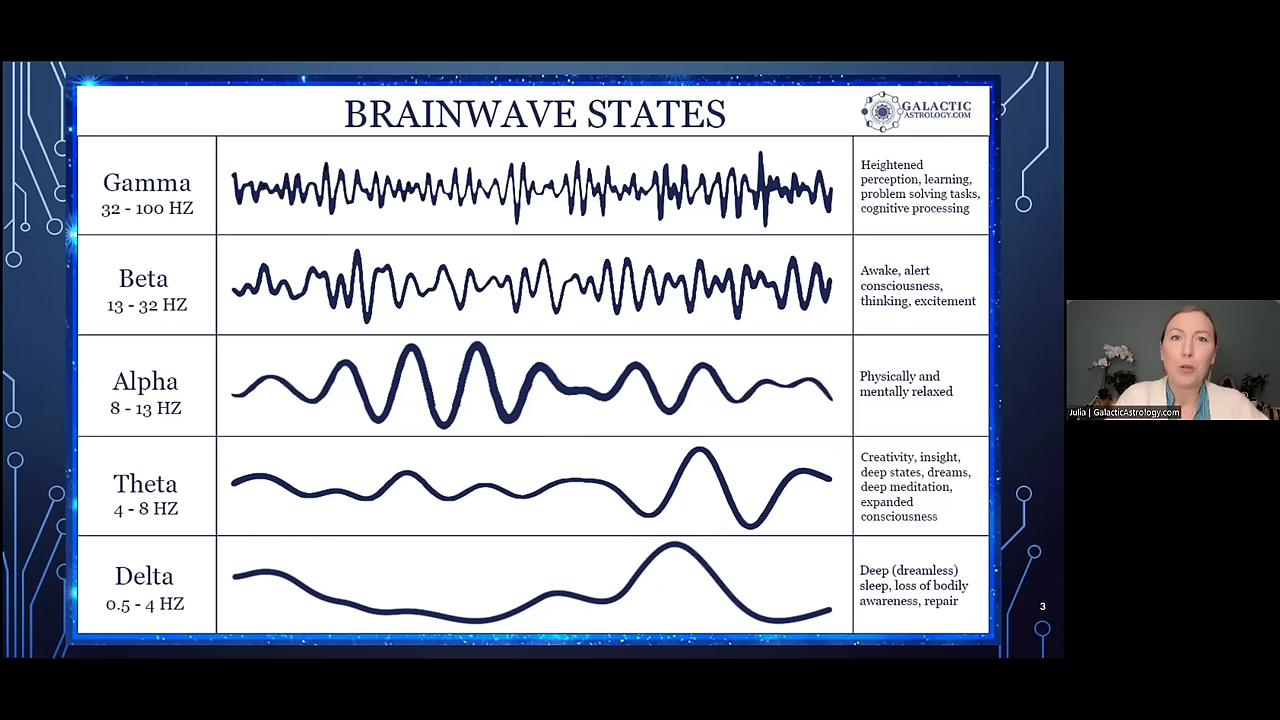 BRAINWAVE STATES
GALACTIC
ASTROLOGY.COM
Gamma
32 - 100 HZ
Heightened
perception, learning,
problem solving tasks,
cognitive processing
Beta
13 - 32 HZ
Awake, alert
consciousness,
thinking, excitement
Alpha
8 - 13 HZ
Physically and
mentally relaxed
Theta
4 - 8 HZ
Creativity, insight,
deep states, dreams,
deep meditation,
expanded
consciousness
Delta
0.5 - 4 HZ
Deep (dreamless)
sleep, loss of bodily
awareness, repair
3
Julia | GalacticAstrology.com